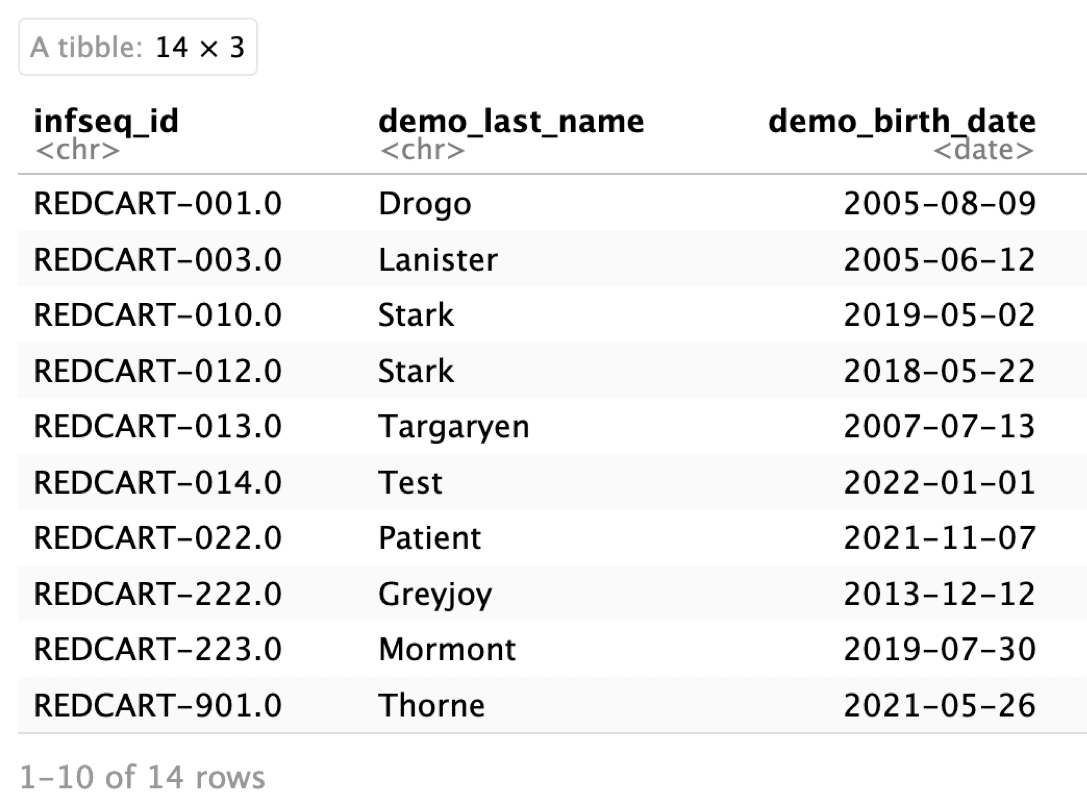 A tibble: 14 × 3
infseq_id demo_last_name demo_birth_date
<chr> <chr> <date>
REDCART-001.0 Drogo 2005-08-09
REDCART-003.0 Lanister 2005-06-12
REDCART-010.0 Stark 2019-05-02
REDCART-012.0 Stark 2018-05-22
REDCART-013.0 Targaryen 2007-07-13
REDCART-014.0 Test 2022-01-01
REDCART-022.0 Patient 2021-11-07
REDCART-222.0 Greyjoy 2013-12-12
REDCART-223.0 Mormont 2019-07-30
REDCART-901.0 Thorne 2021-05-26
1-10 of 14 rows